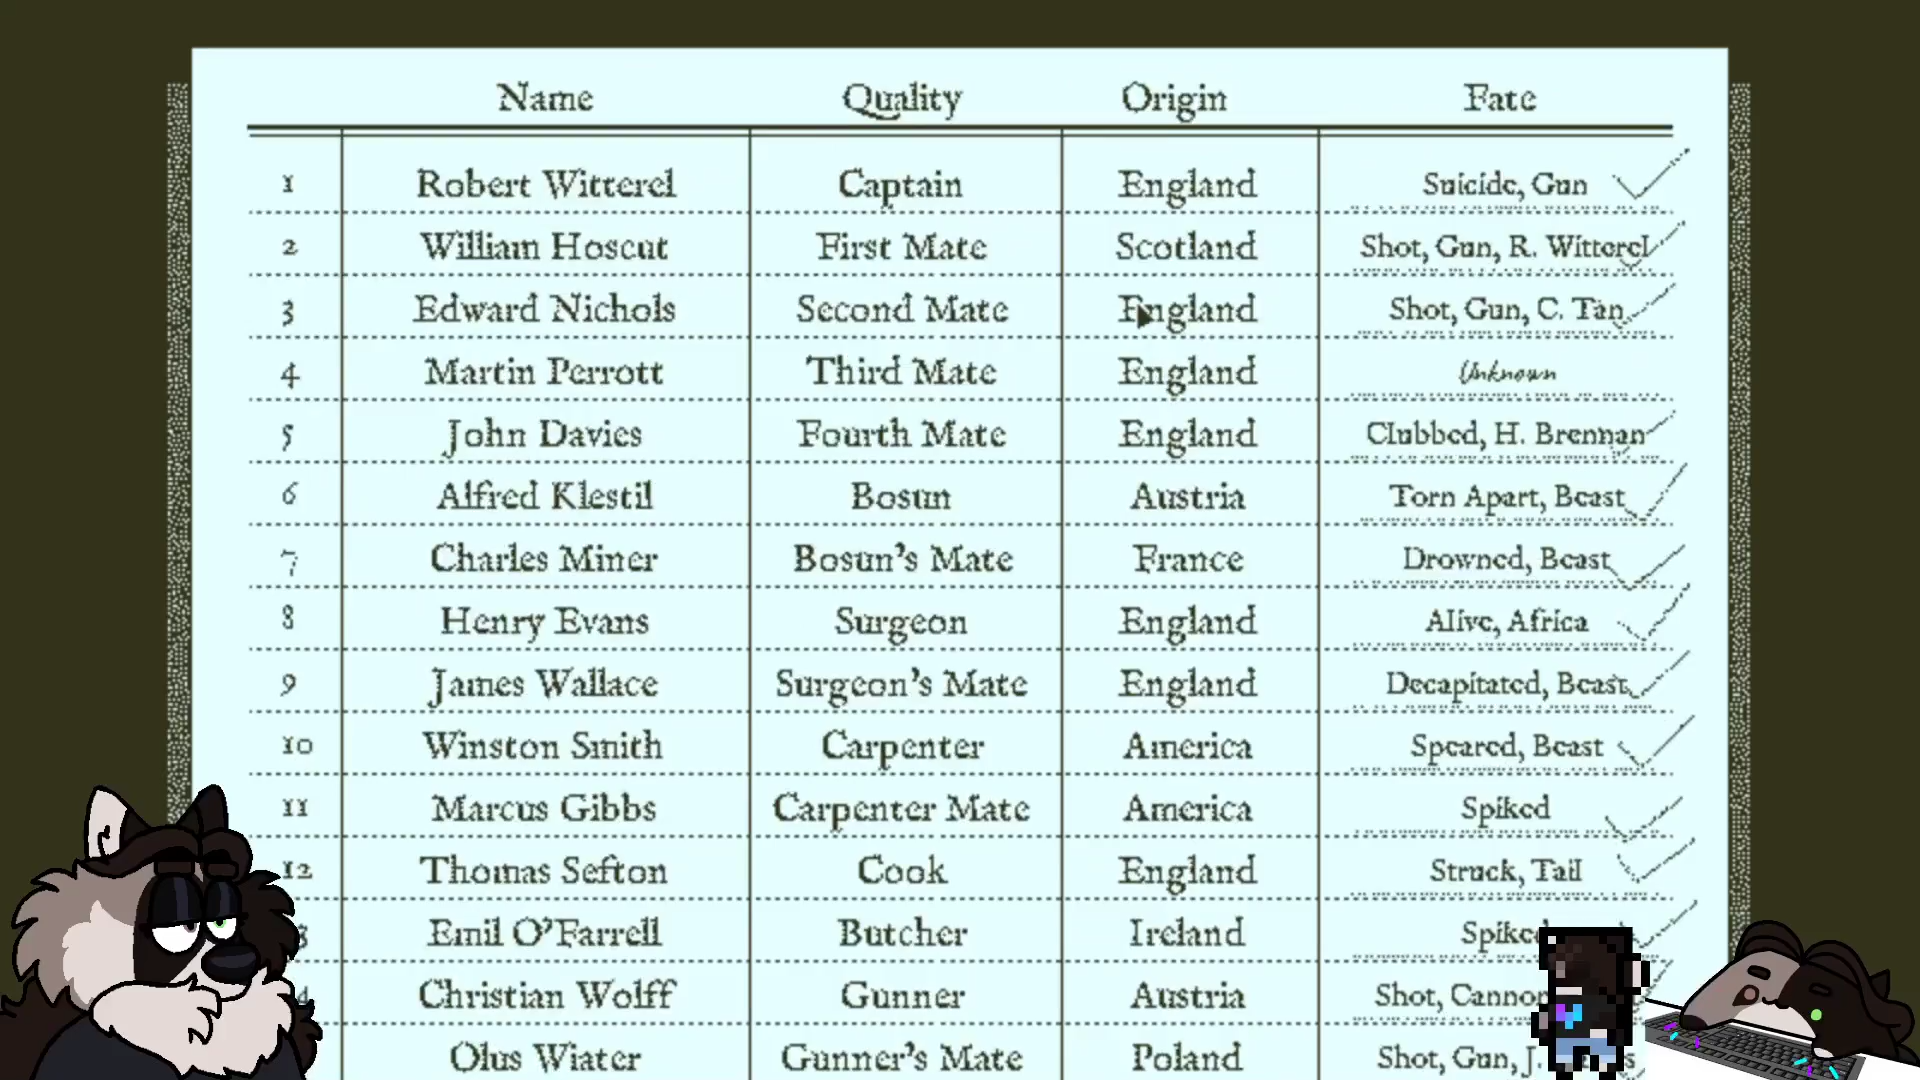 Name Quality Origin Fate
1 Robert Witterel Captain England Suicide, Gun
2 William Hoscut First Mate Scotland Shot, Gun, R. Witterel
3 Edward Nichols Second Mate England Shot, Gun, C. Tan
4 Martin Perrott Third Mate England Unknown
5 John Davies Fourth Mate England Clubbed, H. Brennan
6 Alfred Klestil Bosun Austria Torn Apart, Beast
7 Charles Miner Bosun's Mate France Drowned, Beast
8 Henry Evans Surgeon England Alive, Africa
9 James Wallace Surgeon's Mate England Decapitated, Beast
10 Winston Smith Carpenter America Speared, Beast
11 Marcus Gibbs Carpenter Mate America Spiked
12 Thomas Sefton Cook England Struck, Tail
3 Emil O'Farrell Butcher Ireland
4 Christian Wolff Gunner Austria Shot,
Olus Wiater Gunner's Mate Poland Shot, Gun, J.